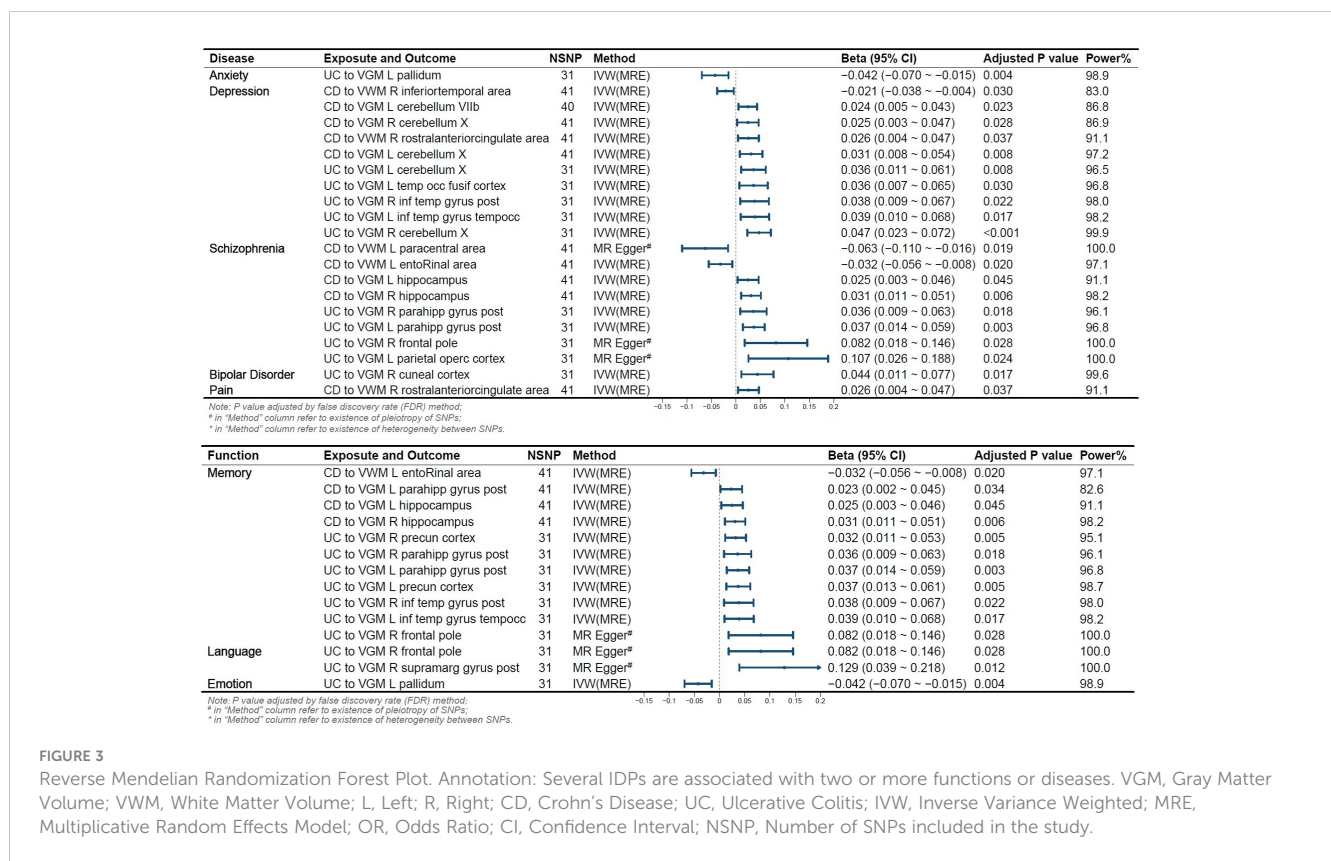 Disease Exposute and Outcome NSNP Method Beta (95% CI) Adjusted P value Power%
Anxiety UC to VGM L pallidum 31 IVW(MRE) −0.042 (−0.070 ~ −0.015) 0.004 98.9
Depression CD to VWM R inferiortemporal area 41 IVW(MRE) −0.021 (−0.038 ~ −0.004) 0.030 83.0
CD to VGM L cerebellum VIIb 40 IVW(MRE) 0.024 (0.005 ~ 0.043) 0.023 86.8
CD to VGM R cerebellum X 41 IVW(MRE) 0.025 (0.003 ~ 0.047) 0.028 86.9
CD to VWM R rostralanteriorcingulate area 41 IVW(MRE) 0.026 (0.004 ~ 0.047) 0.037 91.1
CD to VGM L cerebellum X 41 IVW(MRE) 0.031 (0.008 ~ 0.054) 0.008 97.2
UC to VGM L cerebellum X 31 IVW(MRE) 0.036 (0.011 ~ 0.061) 0.008 96.5
UC to VGM L temp occ fusif cortex 31 IVW(MRE) 0.036 (0.007 ~ 0.065) 0.030 96.8
UC to VGM R inf temp gyrus post 31 IVW(MRE) 0.038 (0.009 ~ 0.067) 0.022 98.0
UC to VGM L inf temp gyrus tempocc 31 IVW(MRE) 0.039 (0.010 ~ 0.068) 0.017 98.2
UC to VGM R cerebellum X 31 IVW(MRE) 0.047 (0.023 ~ 0.072) <0.001 99.9
Schizophrenia CD to VWM L paracentral area 41 MR Egger# −0.063 (−0.110 ~ −0.016) 0.019 100.0
CD to VWM L entoRinal area 41 IVW(MRE) −0.032 (−0.056 ~ −0.008) 0.020 97.1
CD to VGM L hippocampus 41 IVW(MRE) 0.025 (0.003 ~ 0.046) 0.045 91.1
CD to VGM R hippocampus 41 IVW(MRE) 0.031 (0.011 ~ 0.051) 0.006 98.2
UC to VGM R parahipp gyrus post 31 IVW(MRE) 0.036 (0.009 ~ 0.063) 0.018 96.1
UC to VGM L parahipp gyrus post 31 IVW(MRE) 0.037 (0.014 ~ 0.059) 0.003 96.8
UC to VGM R frontal pole 31 MR Egger# 0.082 (0.018 ~ 0.146) 0.028 100.0
UC to VGM L parietal operc cortex 31 MR Egger# 0.107 (0.026 ~ 0.188) 0.024 100.0
Bipolar Disorder UC to VGM R cuneal cortex 31 IVW(MRE) 0.044 (0.011 ~ 0.077) 0.017 99.6
Pain CD to VWM R rostralanteriorcingulate area 41 IVW(MRE) 0.026 (0.004 ~ 0.047) 0.037 91.1
Note: P value adjusted by false discovery rate (FDR) method; −0.15 −0.1 −0.05 0 0.05 0.1 0.15 0.2
# in "Method" column refer to existence of pleiotropy of SNPs;
* in "Method" column refer to existence of heterogeneity between SNPs.
Function Exposute and Outcome NSNP Method Beta (95% CI) Adjusted P value Power%
Memory CD to VWM L entoRinal area 41 IVW(MRE) −0.032 (−0.056 ~ −0.008) 0.020 97.1
CD to VGM L parahipp gyrus post 41 IVW(MRE) 0.023 (0.002 ~ 0.045) 0.034 82.6
CD to VGM L hippocampus 41 IVW(MRE) 0.025 (0.003 ~ 0.046) 0.045 91.1
CD to VGM R hippocampus 41 IVW(MRE) 0.031 (0.011 ~ 0.051) 0.006 98.2
UC to VGM R precun cortex 31 IVW(MRE) 0.032 (0.011 ~ 0.053) 0.005 95.1
UC to VGM R parahipp gyrus post 31 IVW(MRE) 0.036 (0.009 ~ 0.063) 0.018 96.1
UC to VGM L parahipp gyrus post 31 IVW(MRE) 0.037 (0.014 ~ 0.059) 0.003 96.8
UC to VGM L precun cortex 31 IVW(MRE) 0.037 (0.013 ~ 0.061) 0.005 98.7
UC to VGM R inf temp gyrus post 31 IVW(MRE) 0.038 (0.009 ~ 0.067) 0.022 98.0
UC to VGM L inf temp gyrus tempocc 31 IVW(MRE) 0.039 (0.010 ~ 0.068) 0.017 98.2
UC to VGM R frontal pole 31 MR Egger# 0.082 (0.018 ~ 0.146) 0.028 100.0
Language UC to VGM R frontal pole 31 MR Egger# 0.082 (0.018 ~ 0.146) 0.028 100.0
UC to VGM R supramarg gyrus post 31 MR Egger# 0.129 (0.039 ~ 0.218) 0.012 100.0
Emotion UC to VGM L pallidum 31 IVW(MRE) −0.042 (−0.070 ~ −0.015) 0.004 98.9
Note: P value adjusted by false discovery rate (FDR) method; −0.15 −0.1 −0.05 0 0.05 0.1 0.15 0.2
# in "Method" column refer to existence of pleiotropy of SNPs;
* in "Method" column refer to existence of heterogeneity between SNPs.
FIGURE 3
Reverse Mendelian Randomization Forest Plot. Annotation: Several IDPs are associated with two or more functions or diseases. VGM, Gray Matter
Volume; VWM, White Matter Volume; L, Left; R, Right; CD, Crohn's Disease; UC, Ulcerative Colitis; IVW, Inverse Variance Weighted; MRE,
Multiplicative Random Effects Model; OR, Odds Ratio; CI, Confidence Interval; NSNP, Number of SNPs included in the study.